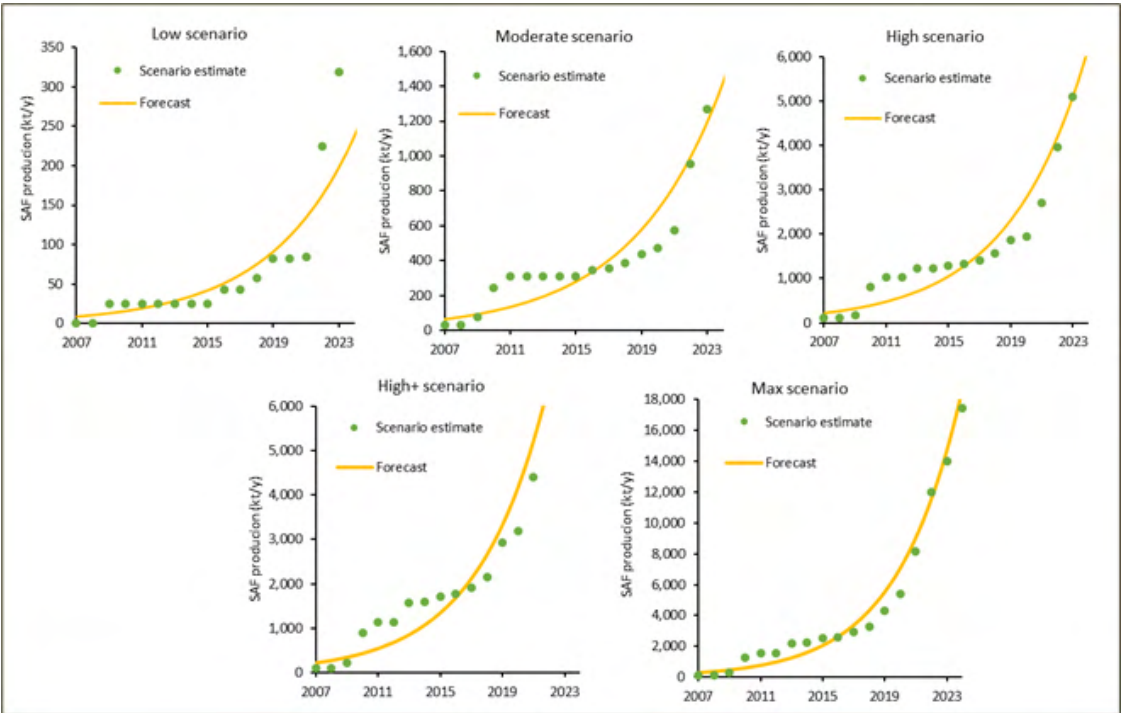 Low scenario
350
300
250
200
150
100
50
0
SAF producion (kt/y)
Scenario estimate
Forecast
2007 2011 2015 2019 2023
Moderate scenario
1,600
1,400
1,200
1,000
800
600
400
200
0
SAF producion (kt/y)
Scenario estimate
Forecast
2007 2011 2015 2019 2023
High scenario
6,000
5,000
4,000
3,000
2,000
1,000
0
SAF producion (kt/y)
Scenario estimate
Forecast
2007 2011 2015 2019 2023
High+ scenario
6,000
5,000
4,000
3,000
2,000
1,000
0
SAF producion (kt/y)
Scenario estimate
Forecast
2007 2011 2015 2019 2023
Max scenario
18,000
16,000
14,000
12,000
10,000
8,000
6,000
4,000
2,000
0
SAF producion (kt/y)
Scenario estimate
Forecast
2007 2011 2015 2019 2023